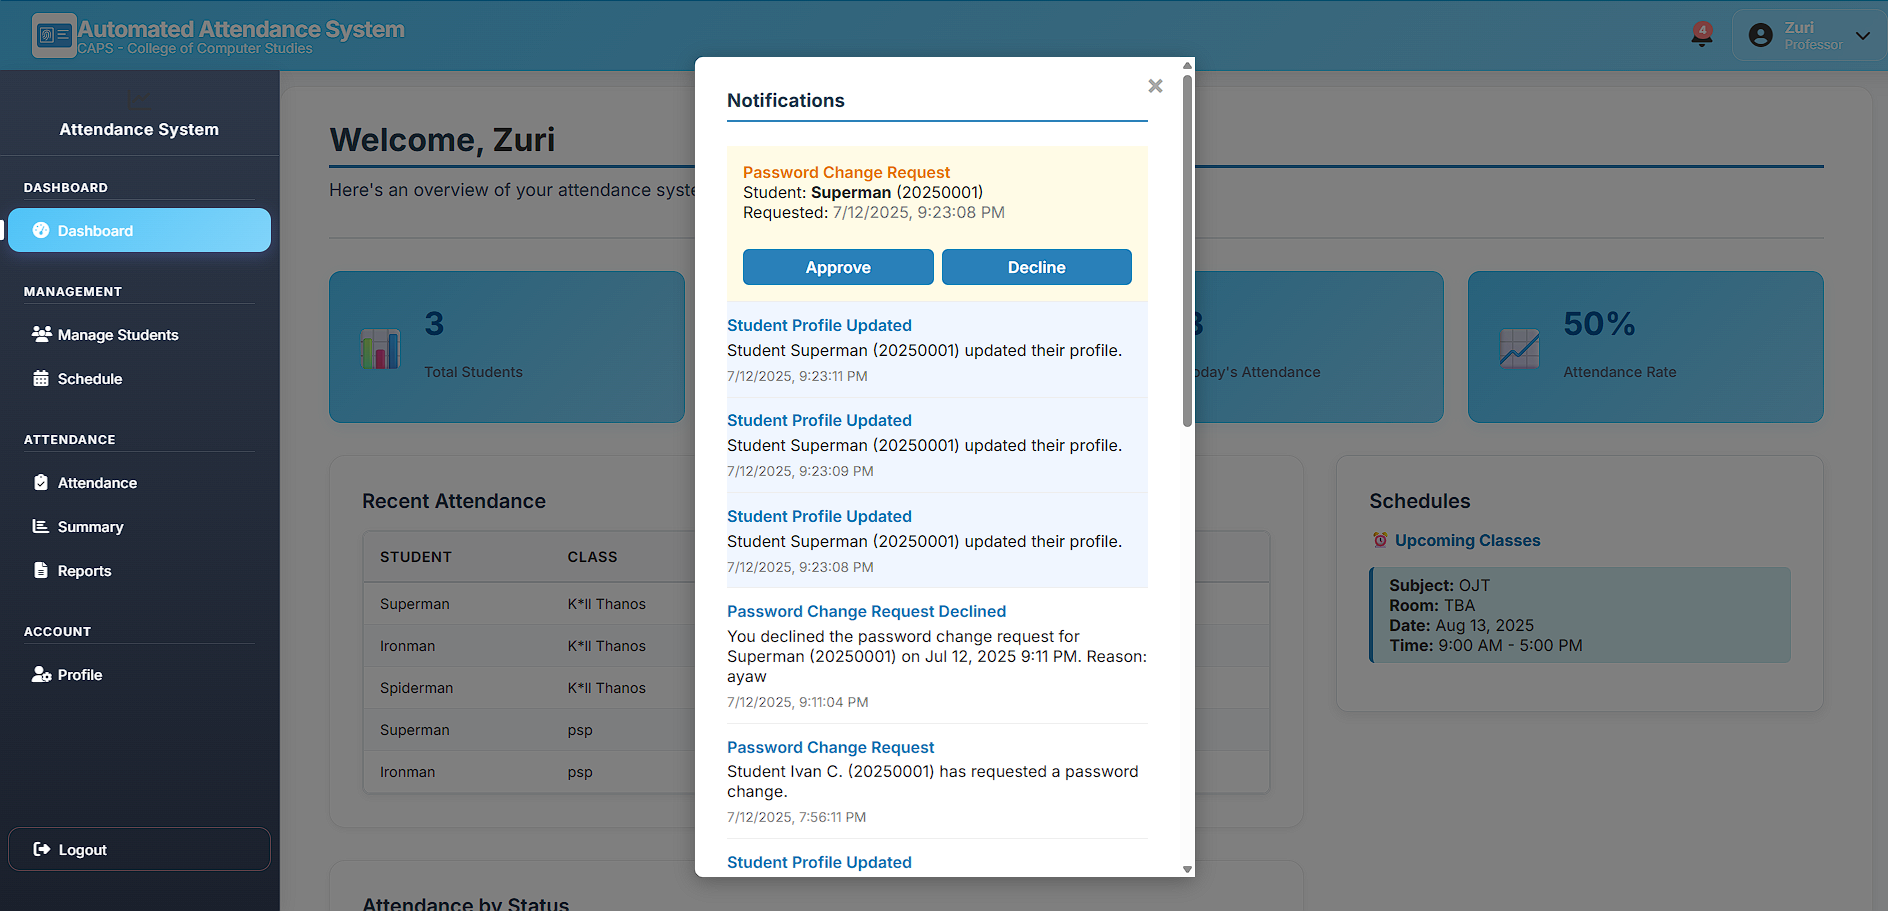 Automated Attendance System
CAPS - College of Computer Studies
4
Zuri
Professor
Attendance System
DASHBOARD
Dashboard
MANAGEMENT
Manage Students
Schedule
ATTENDANCE
Attendance
Summary
Reports
ACCOUNT
Profile
Logout
Welcome, Zuri
Here's an overview of your attendance
3
Total Students
Attendance
50%
Attendance Rate
Recent Attendance
STUDENT CLASS
Superman K*ll Thanos
Ironman K*ll Thanos
Spiderman K*ll Thanos
Superman psp
Ironman psp
Attendance by Status
Schedules
Upcoming Classes
Subject: OJT
Room: TBA
Date: Aug 13, 2025
Time: 9:00 AM - 5:00 PM
Notifications
×
Password Change Request
Student: Superman (20250001)
Requested: 7/12/2025, 9:23:08 PM
Approve Decline
Student Profile Updated
Student Superman (20250001) updated their profile.
7/12/2025, 9:23:11 PM
Student Profile Updated
Student Superman (20250001) updated their profile.
7/12/2025, 9:23:09 PM
Student Profile Updated
Student Superman (20250001) updated their profile.
7/12/2025, 9:23:08 PM
Password Change Request Declined
You declined the password change request for
Superman (20250001) on Jul 12, 2025 9:11 PM. Reason:
ayaw
7/12/2025, 9:11:04 PM
Password Change Request
Student Ivan C. (20250001) has requested a password
change.
7/12/2025, 7:56:11 PM
Student Profile Updated